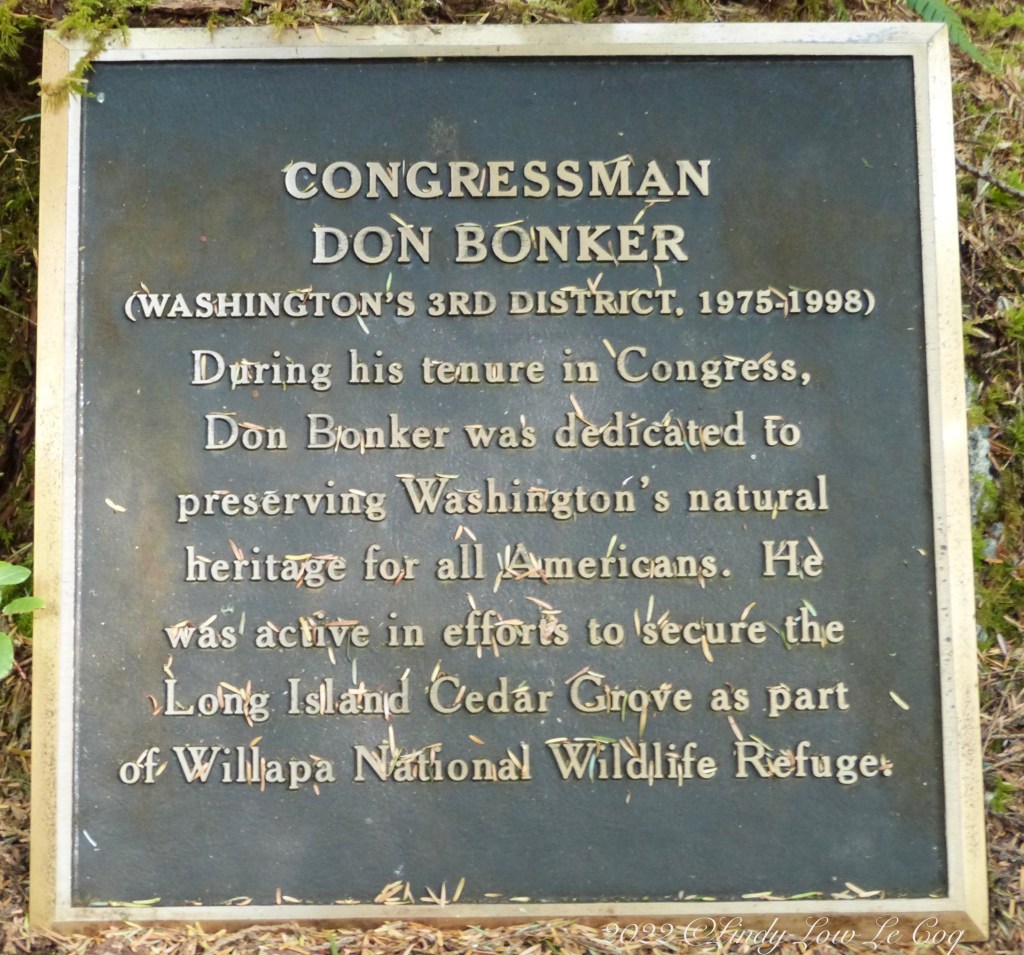 CONGRESSMAN
DON BONKER
(WASHINGTON'S 3RD DISTRICT, 1975-1998)
During his tenure in Congress,
Don Bonker was dedicated to
preserving Washington's natural
heritage for all Americans. He
was active in efforts to secure the
Long Island Cedar Grove as part
of Willapa National Wildlife Refuge.
2022 ©Lindy Low Le Coq